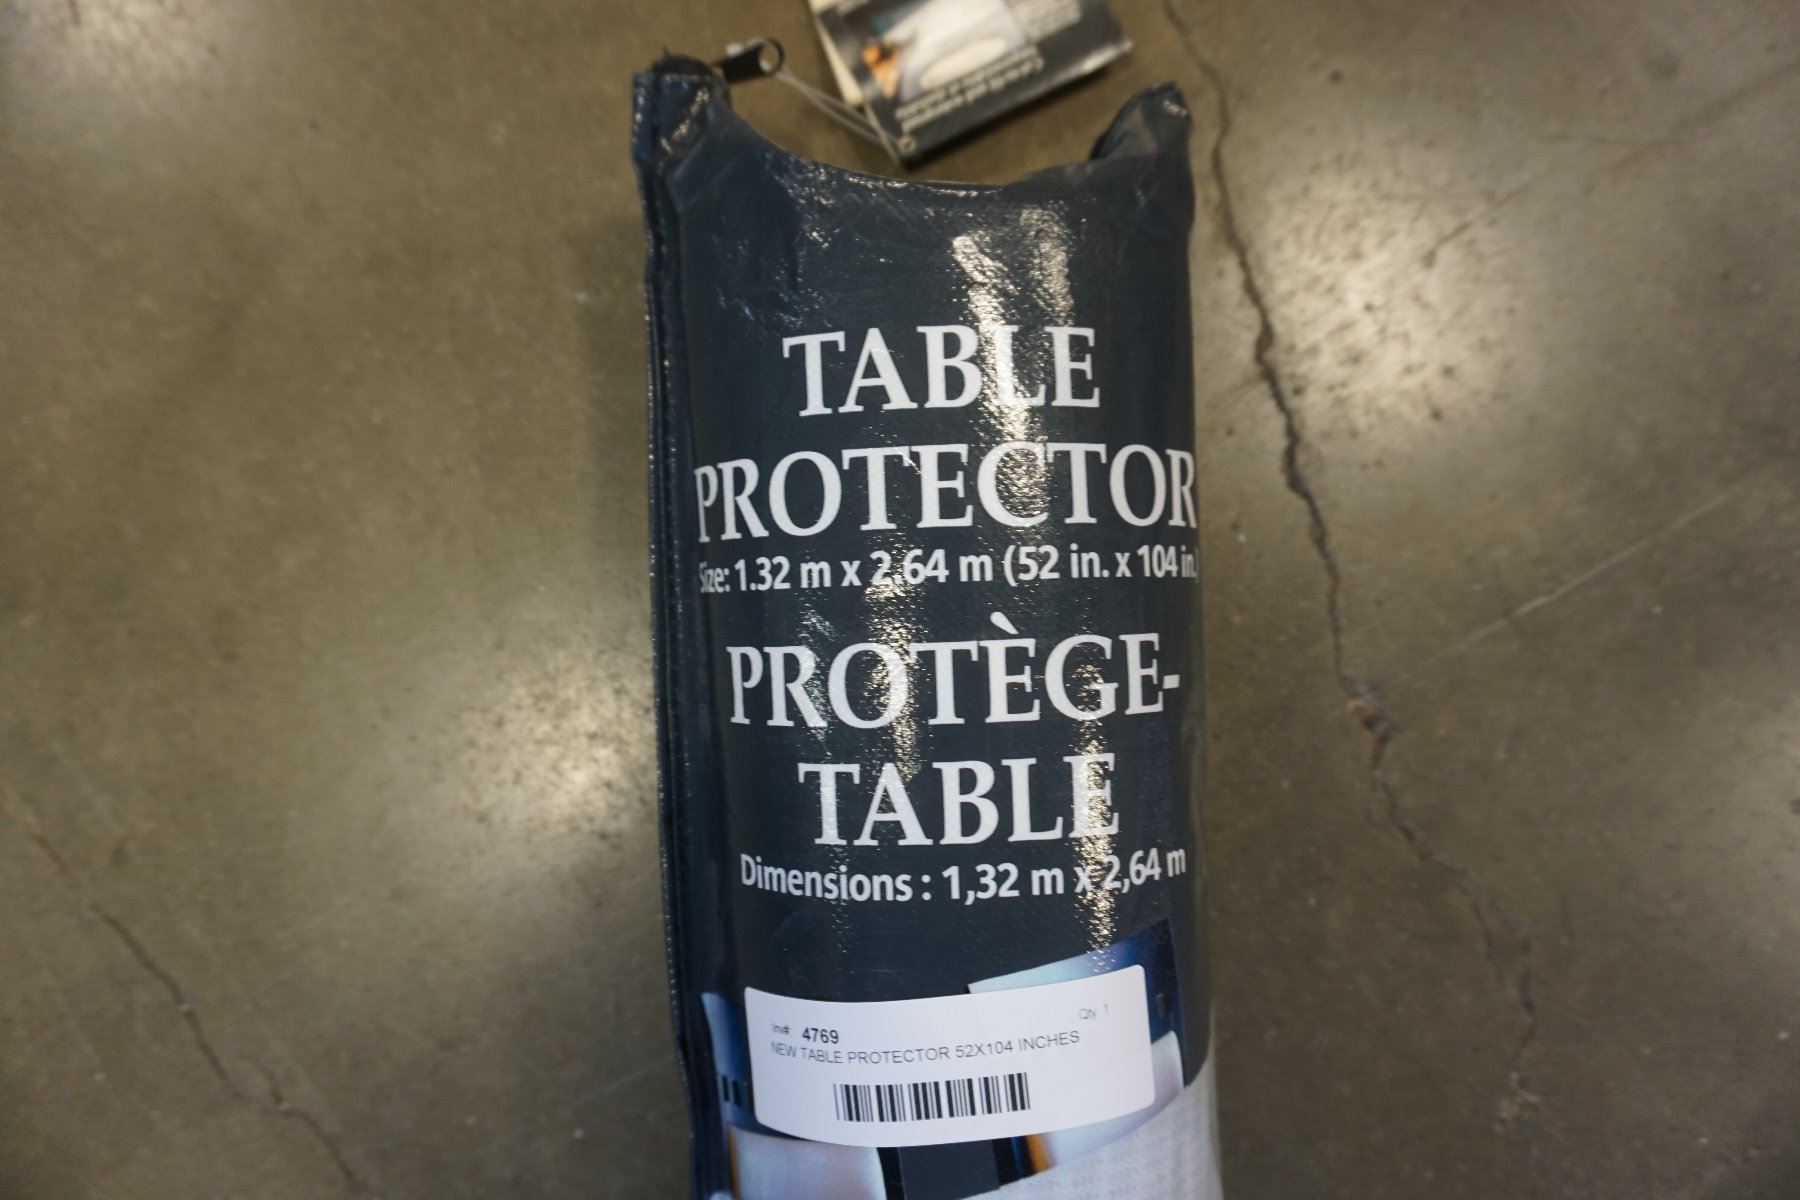 TABLE
PROTECTOR
Size: 1.32 m x 2.64 m (52 in. x 104 in.)
PROTÈGE-
TABLE
Dimensions : 1,32 m x 2,64 m
Inv# 4769 Qty 1
NEW TABLE PROTECTOR 52X104 INCHES